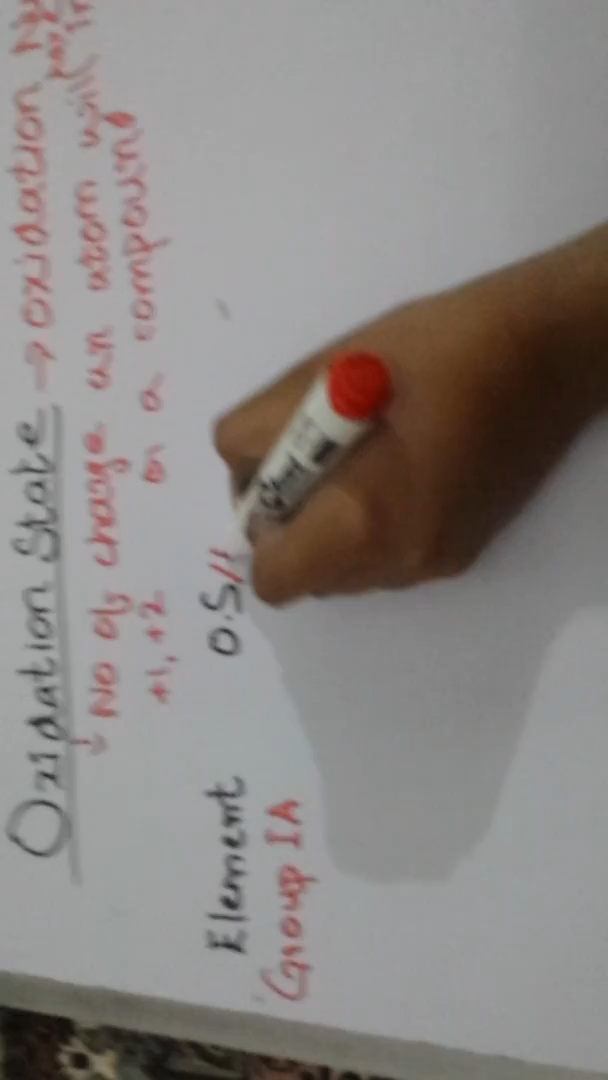 Oxidation State → oxidation
No of charge an atom will
+1, +2 in a compound
Element O.S//
Group IA